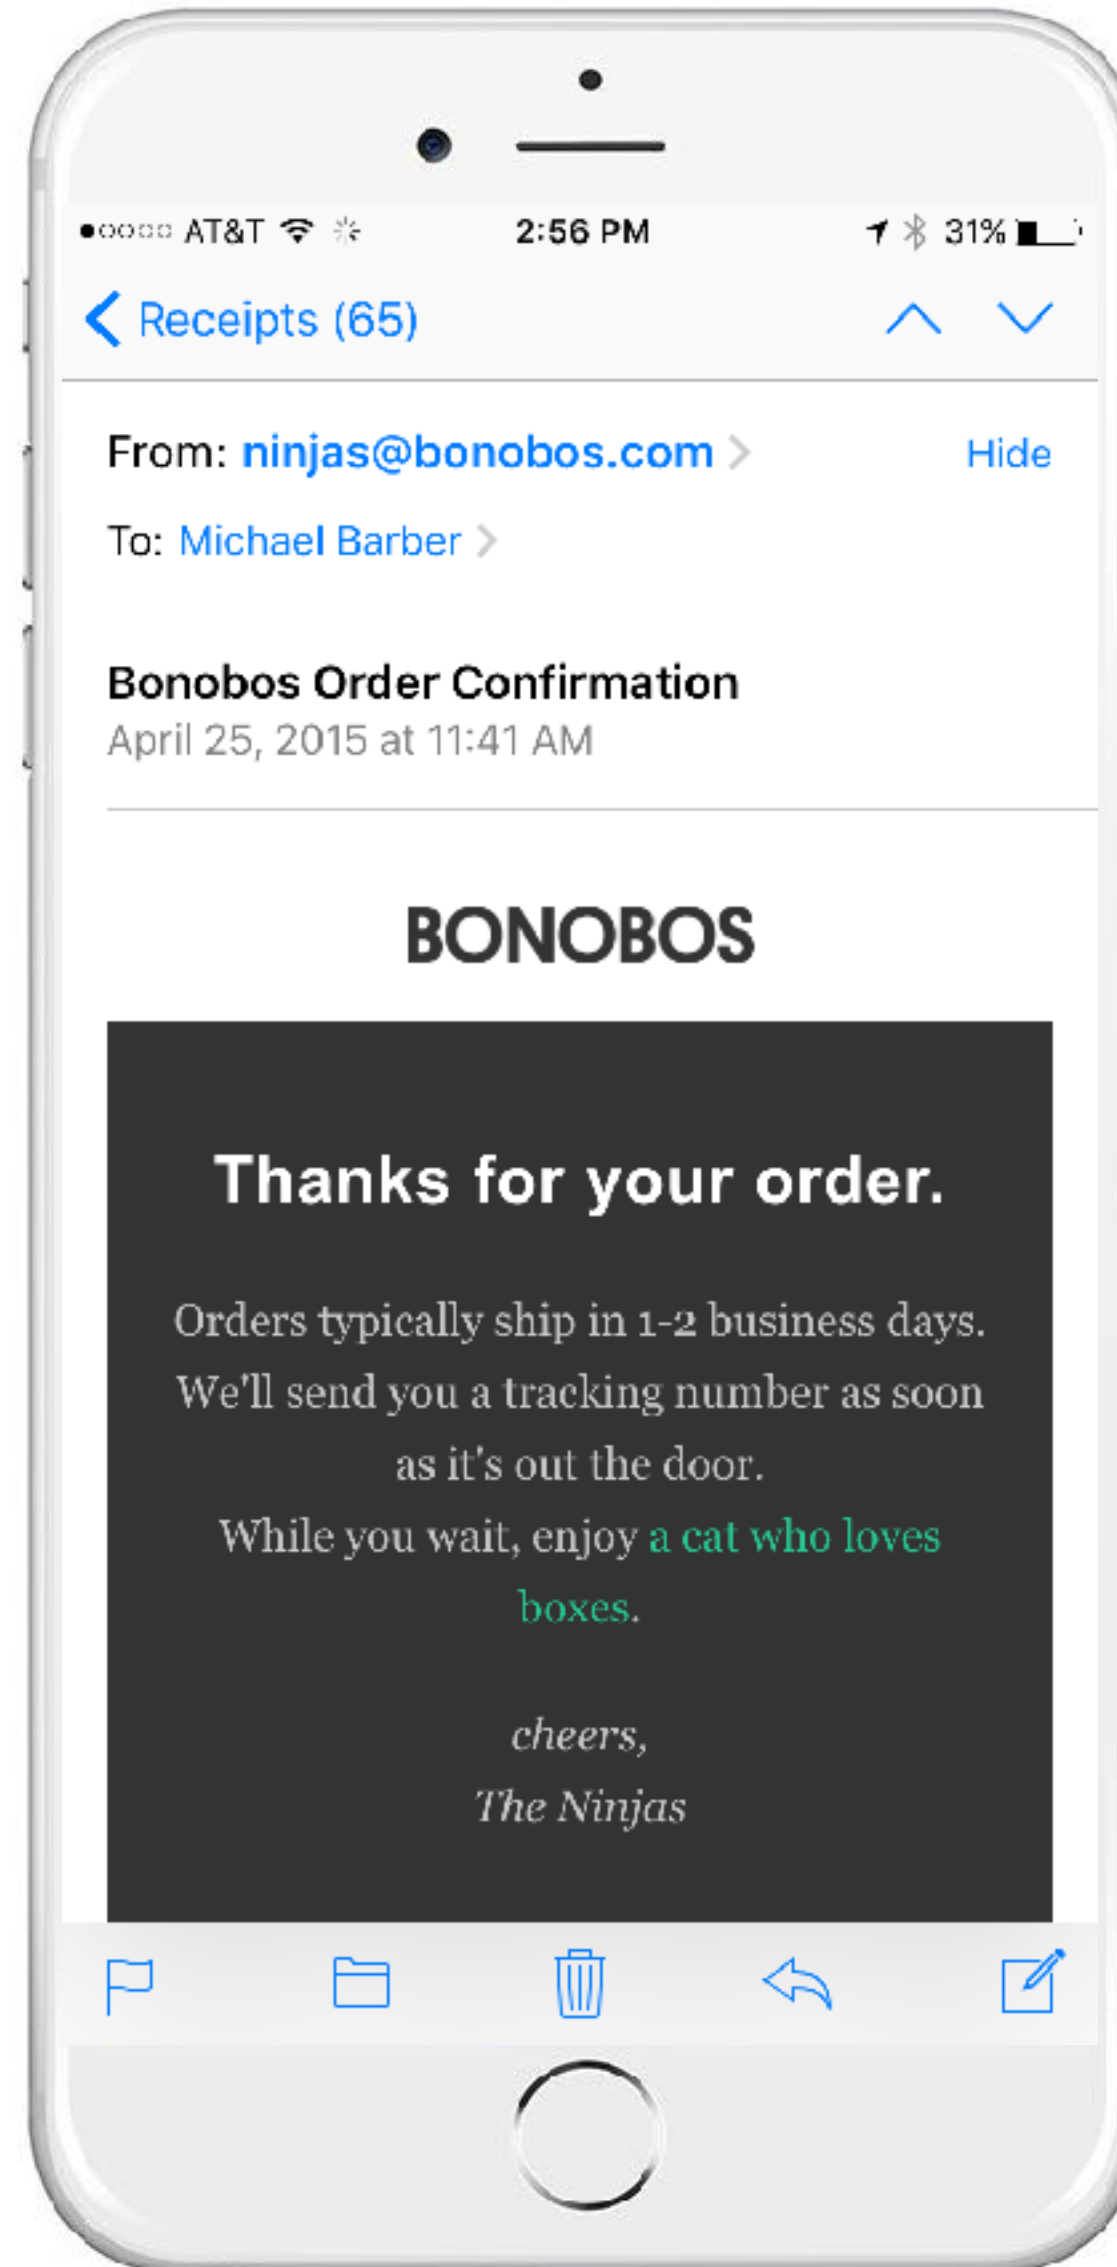 AT&T 2:56 PM 31%
Receipts (65)
From: ninjas@bonobos.com Hide
To: Michael Barber
Bonobos Order Confirmation
April 25, 2015 at 11:41 AM
BONOBOS
Thanks for your order.
Orders typically ship in 1-2 business days.
We'll send you a tracking number as soon
as it's out the door.
While you wait, enjoy a cat who loves
boxes.
cheers,
The Ninjas